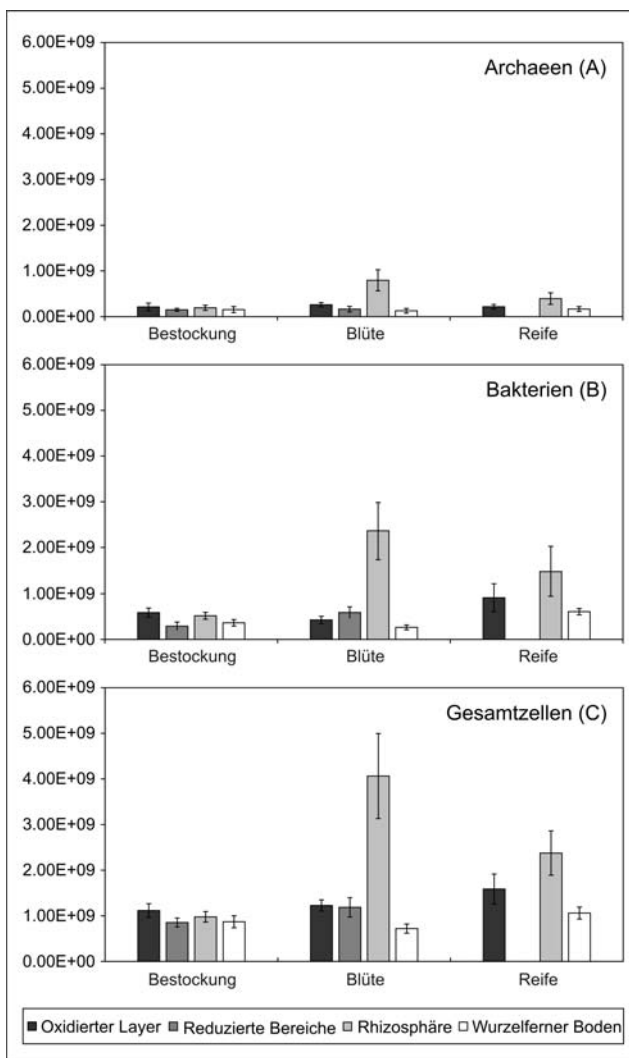 6.00E+09
Archaeen (A)
5.00E+09
4.00E+09
3.00E+09
2.00E+09
1.00E+09
0.00E+00
Bestockung Blüte Reife
6.00E+09
Bakterien (B)
5.00E+09
4.00E+09
3.00E+09
2.00E+09
1.00E+09
0.00E+00
Bestockung Blüte Reife
6.00E+09
Gesamtzellen (C)
5.00E+09
4.00E+09
3.00E+09
2.00E+09
1.00E+09
0.00E+00
Bestockung Blüte Reife
Oxidierter Layer Reduzierte Bereiche Rhizosphäre Wurzelferner Boden